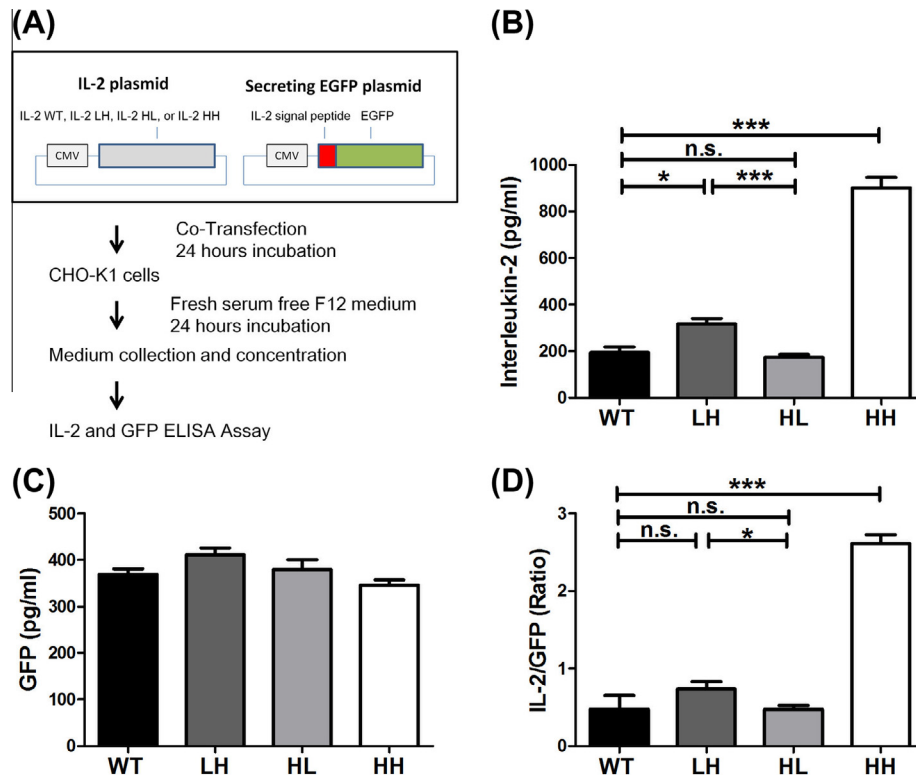 (A)
IL-2 plasmid
Secreting EGFP plasmid
IL-2 WT, IL-2 LH, IL-2 HL, or IL-2 HH
IL-2 signal peptide
EGFP
CMV
CMV
Co-Transfection
24 hours incubation
CHO-K1 cells
Fresh serum free F12 medium
24 hours incubation
Medium collection and concentration
IL-2 and GFP ELISA Assay
(B)
***
n.s.
* ***
Interleukin-2 (pg/ml)
1000
800
600
400
200
0
WT LH HL HH
(C)
GFP (pg/ml)
500
400
300
200
100
0
WT LH HL HH
(D)
***
n.s.
n.s. *
IL-2/GFP (Ratio)
3
2
1
0
WT LH HL HH